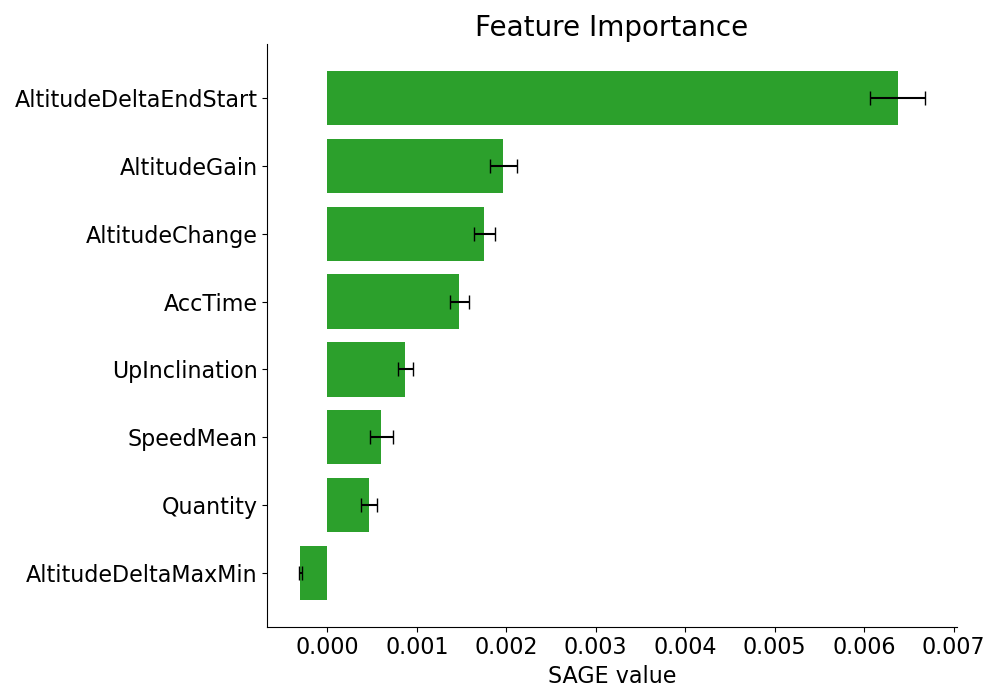 Feature Importance
AltitudeDeltaEndStart
AltitudeGain
AltitudeChange
AccTime
UpInclination
SpeedMean
Quantity
AltitudeDeltaMaxMin
0.000 0.001 0.002 0.003 0.004 0.005 0.006 0.007
SAGE value